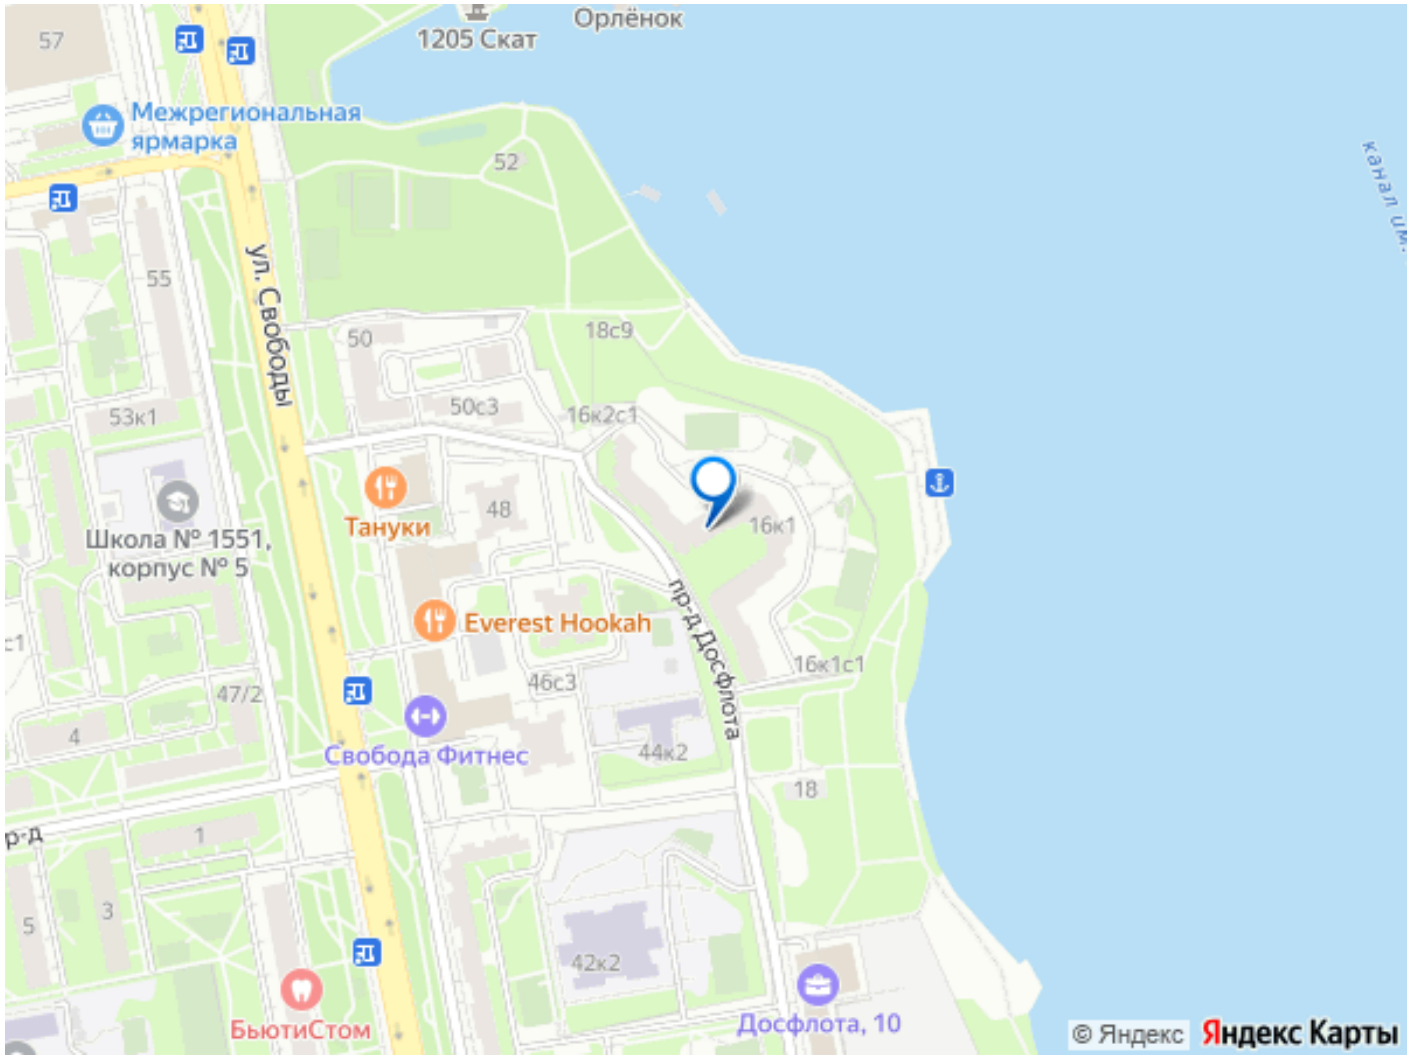 57
1205 Скат
Орлёнок
Межрегиональная
ярмарка
52
канал им.
55
ул. Свободы
50
18с9
53к1
50с3
16к2с1
Тануки
48
16к1
Школа № 1551,
корпус № 5
Everest Hookah
пр-д Досфлота
с1
47/2
46с3
16к1с1
4
Свобода Фитнес
44к2
18
р-д
1
5
3
42к2
БьютиСтом
Досфлота, 10
© Яндекс
Яндекс Карты